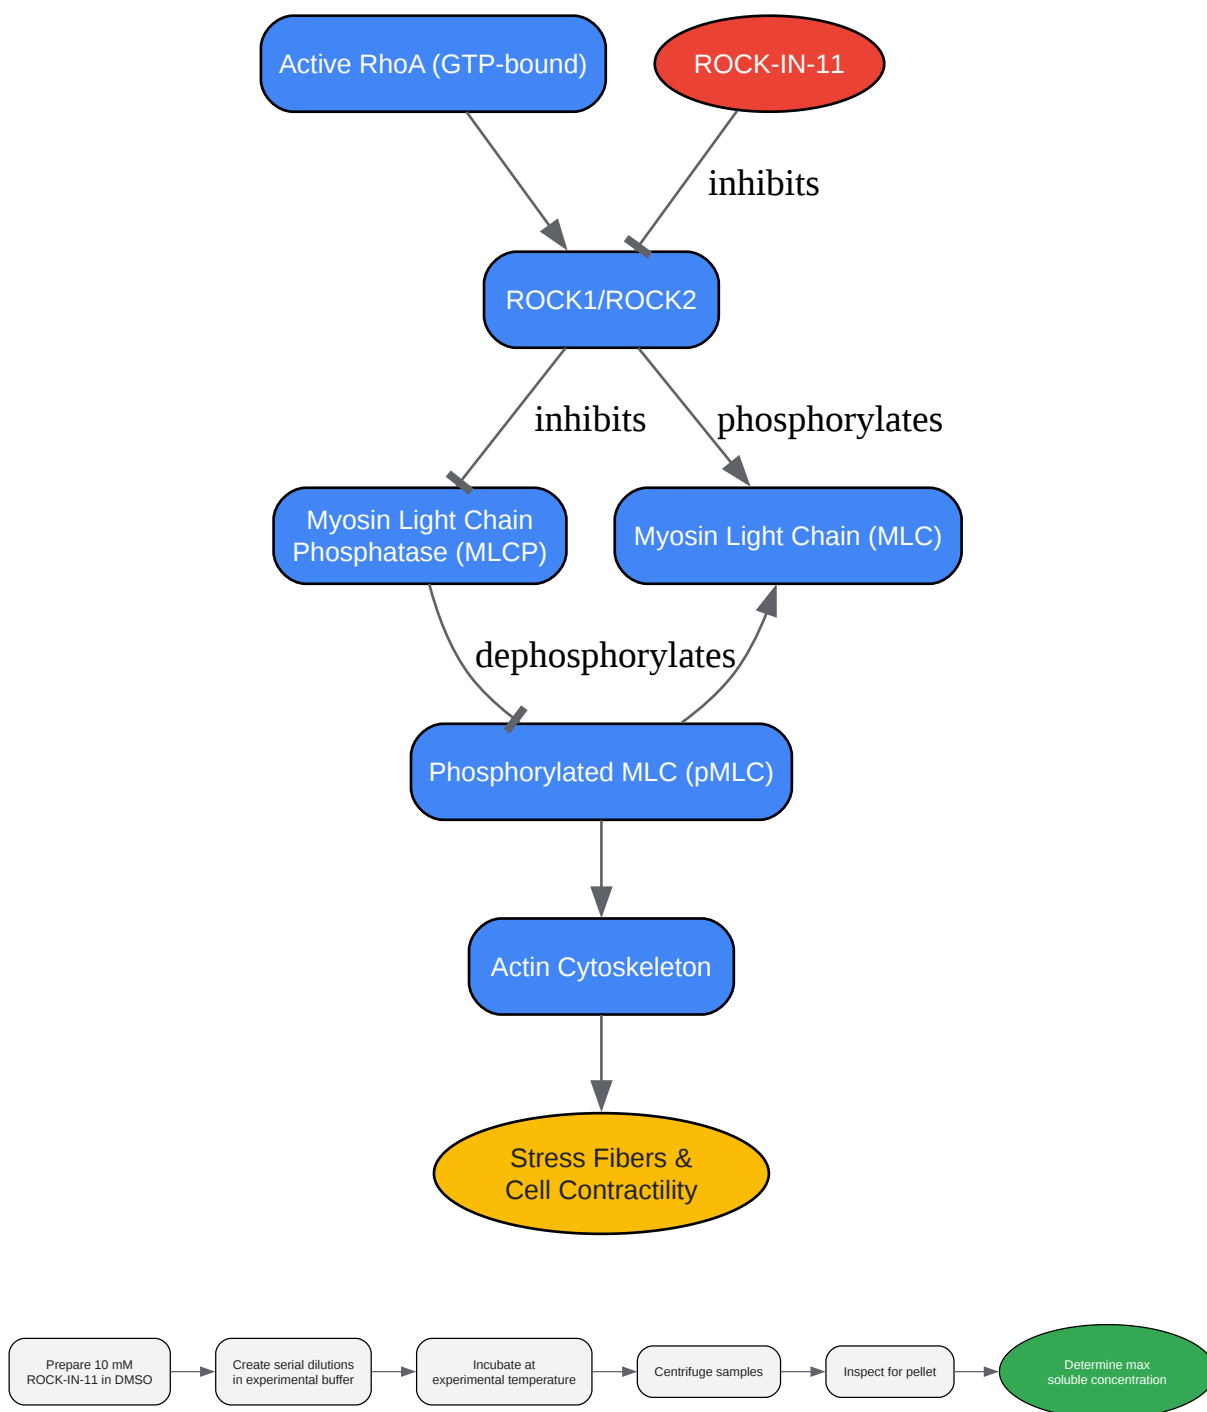 Active RhoA (GTP-bound)
ROCK-IN-11
inhibits
ROCK1/ROCK2
inhibits
phosphorylates
Myosin Light Chain
Phosphatase (MLCP)
Myosin Light Chain (MLC)
dephosphorylates
Phosphorylated MLC (pMLC)
Actin Cytoskeleton
Stress Fibers &
Cell Contractility
Prepare 10 mM
ROCK-IN-11 in DMSO
Create serial dilutions
in experimental buffer
Incubate at
experimental temperature
Centrifuge samples
Inspect for pellet
Determine max
soluble concentration